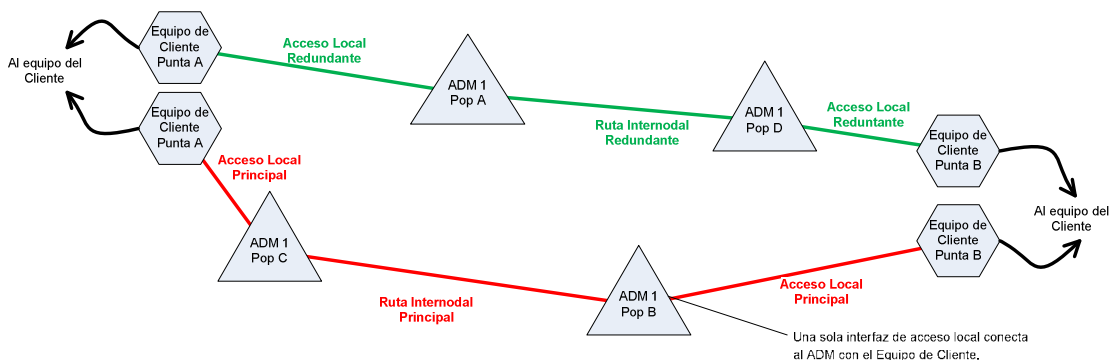 Equipo de
Cliente
Punta A
Acceso Local
Redundante
Al equipo del
Cliente
ADM 1
Pop A
ADM 1
Pop D
Acceso Local
Reduntante
Ruta Internodal
Redundante
Equipo de
Cliente
Punta B
Equipo de
Cliente
Punta A
Acceso Local
Principal
Al equipo del
Cliente
ADM 1
Pop C
Equipo de
Cliente
Punta B
Ruta Internodal
Principal
ADM 1
Pop B
Acceso Local
Principal
Una sola interfaz de acceso local conecta
al ADM con el Equipo de Cliente.